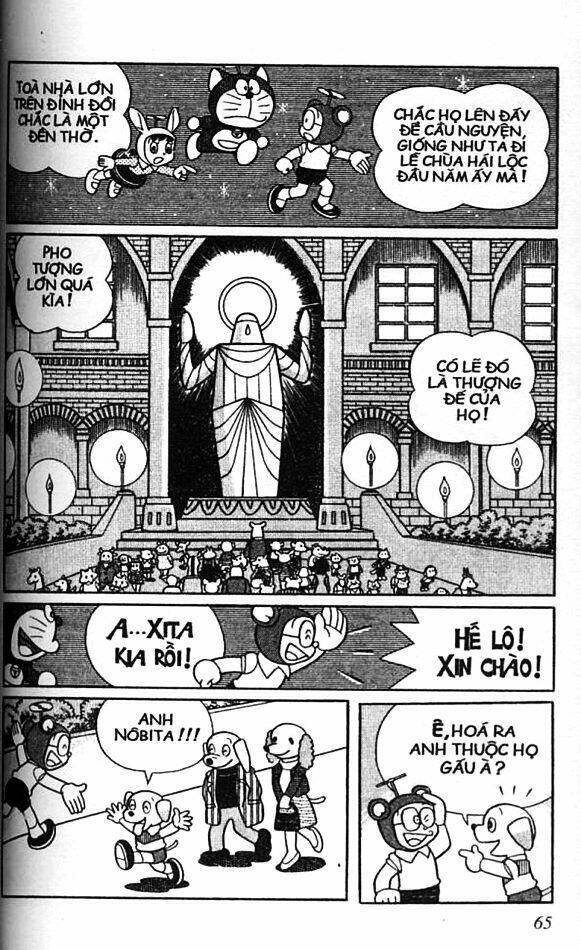 TOÀ NHÀ LỚN
TRÊN ĐỈNH ĐỒI
CHẮC LÀ MỘT
ĐỀN THỜ.
CHẮC HỌ LÊN ĐẤY
ĐỂ CẦU NGUYỆN,
GIỐNG NHƯ TA ĐI
LỄ CHÙA HÁI LỘC
ĐẦU NĂM ẤY MÀ!
PHO
TƯỢNG
LỚN QUÁ
KÌA!
CÓ LẼ ĐÓ
LÀ THƯỢNG
ĐẾ CỦA
HỌ!
A...XITA
KIA RỒI!
HẾ LÔ!
XIN CHÀO!
ANH
NÔBITA!!!
Ê, HOÁ RA
ANH THUỘC HỌ
GẤU À?
65